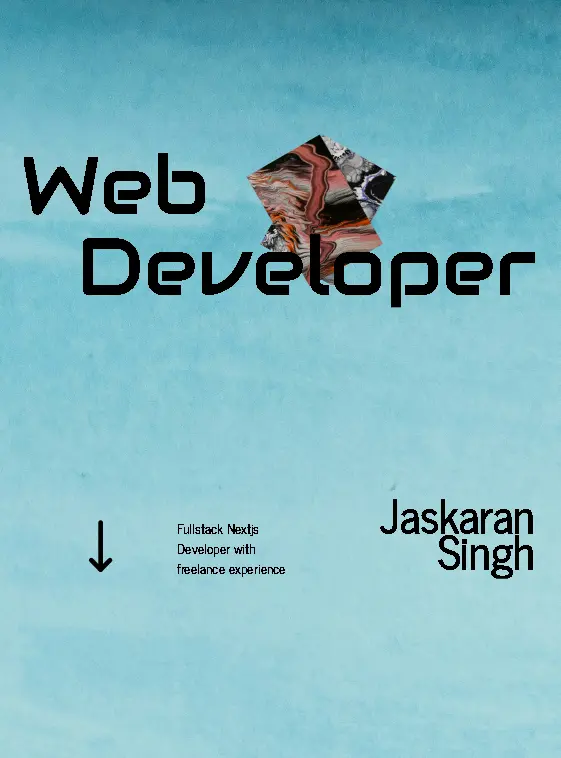 Web
Developer
Fullstack Nextjs
Developer with
freelance experience
Jaskaran
Singh